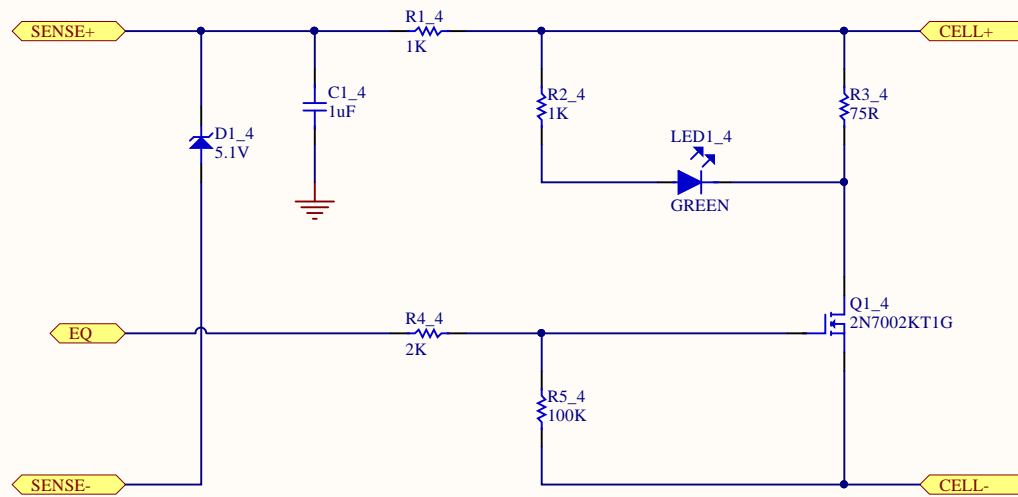 SENSE+
R1_4
1K
CELL+
C1_4
1uF
R2_4
1K
R3_4
75R
D1_4
5.1V
LED1_4
GREEN
EQ
R4_4
2K
Q1_4
2N7002KT1G
R5_4
100K
SENSE-
CELL-